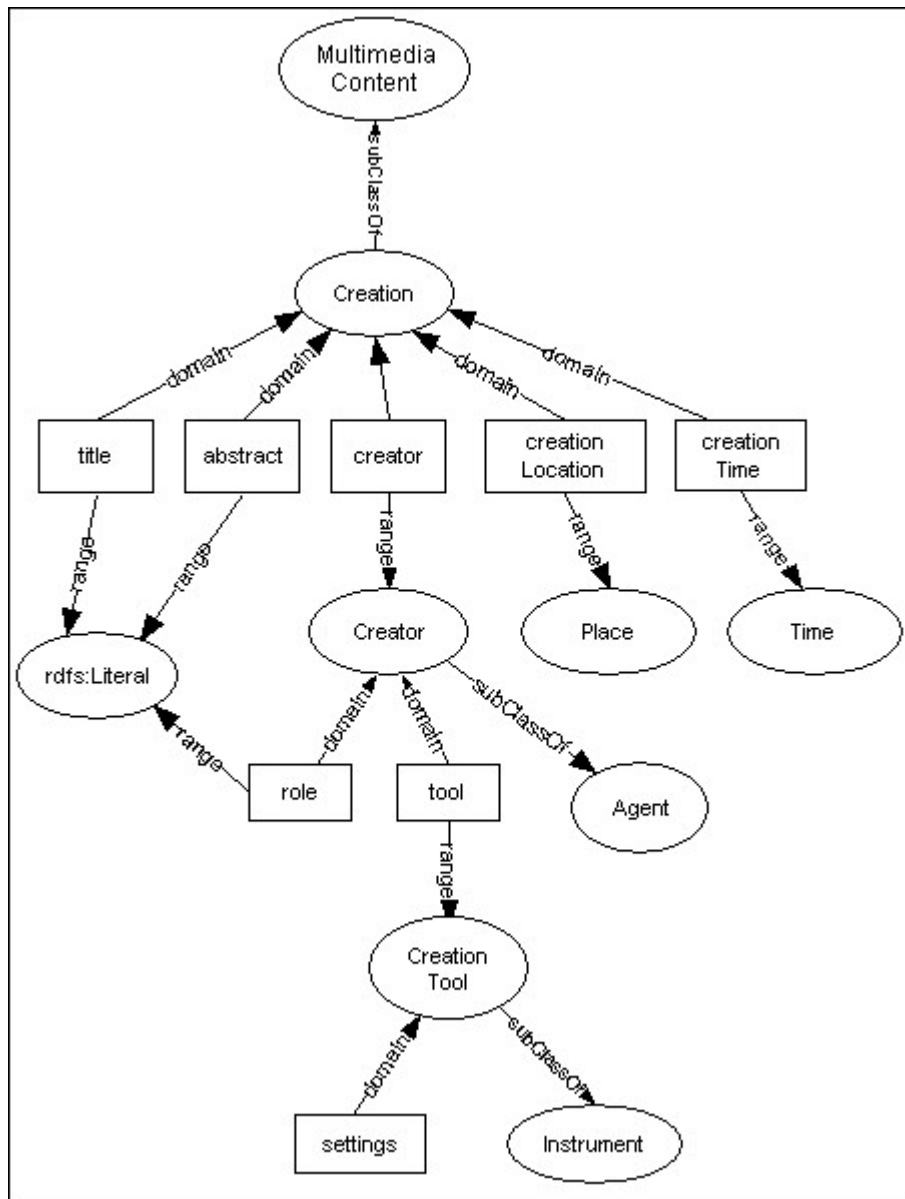 Multimedia
Content
subClassOf
Creation
domain
domain
domain
domain
title
abstract
creator
creation
Location
creation
Time
range
range
range
range
range
Creator
Place
Time
rdfs:Literal
range
domain
domain
subClassOf
role
tool
Agent
range
Creation
Tool
domain
subClassOf
settings
Instrument